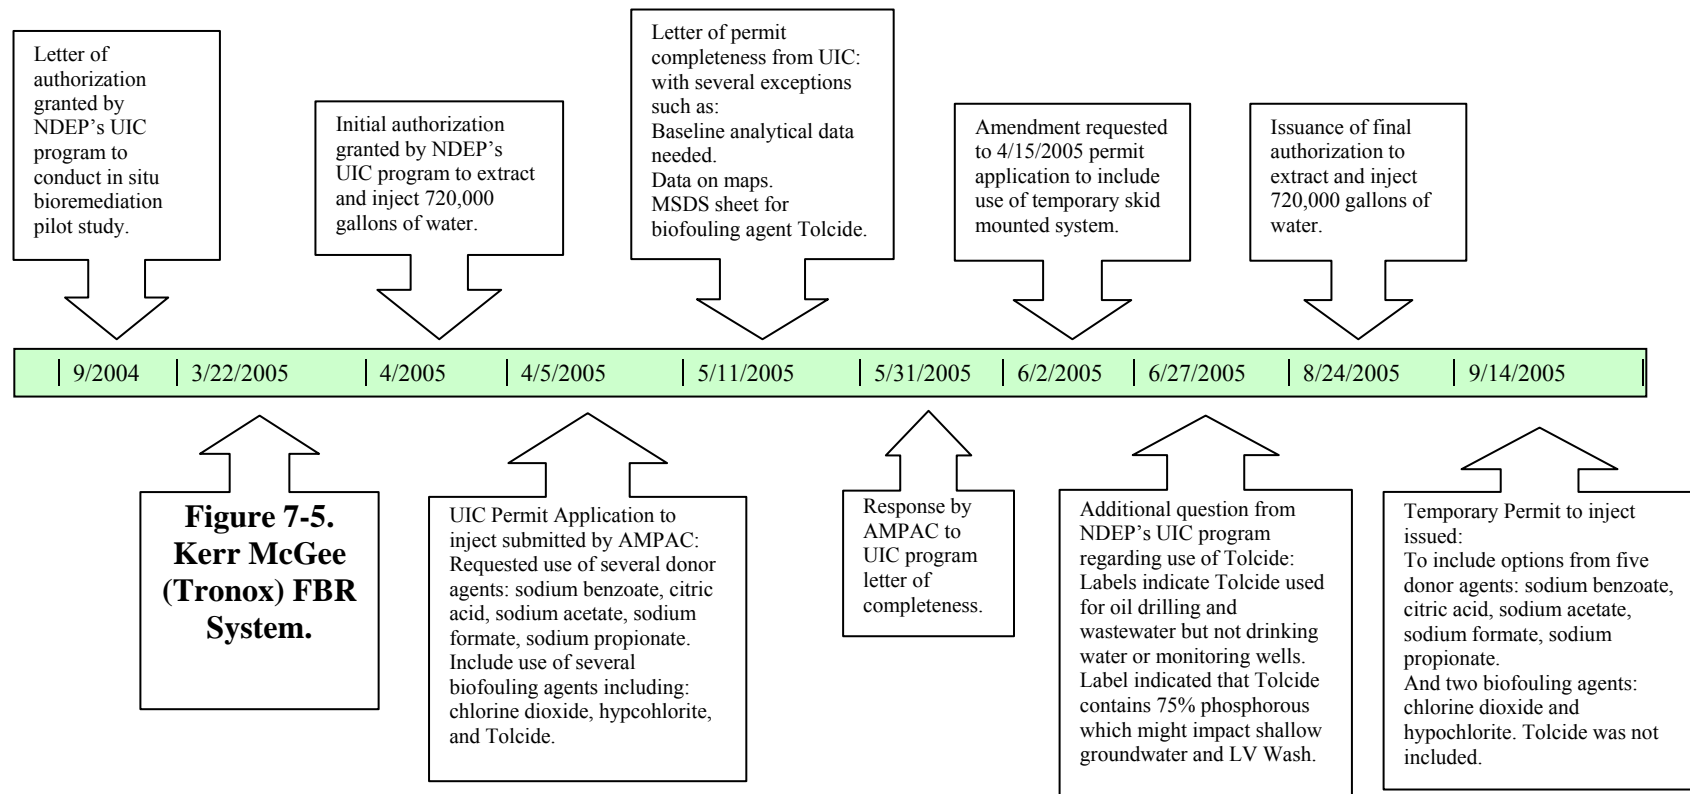 Letter of
authorization
granted by
NDEP’s UIC
program to
conduct in situ
bioremediation
pilot study.
Initial authorization
granted by NDEP’s
UIC program to extract
and inject 720,000
gallons of water.
Letter of permit
completeness from UIC:
with several exceptions
such as:
Baseline analytical data
needed.
Data on maps.
MSDS sheet for
biofouling agent Tolcide.
Amendment requested
to 4/15/2005 permit
application to include
use of temporary skid
mounted system.
Issuance of final
authorization to
extract and inject
720,000 gallons of
water.
9/2004 3/22/2005 4/2005 4/5/2005 5/11/2005 5/31/2005 6/2/2005 6/27/2005 8/24/2005 9/14/2005
Figure 7-5.
Kerr McGee
(Tronox) FBR
System.
UIC Permit Application to
inject submitted by AMPAC:
Requested use of several donor
agents: sodium benzoate, citric
acid, sodium acetate, sodium
formate, sodium propionate.
Include use of several
biofouling agents including:
chlorine dioxide, hypcohlorite,
and Tolcide.
Response by
AMPAC to
UIC program
letter of
completeness.
Additional question from
NDEP’s UIC program
regarding use of Tolcide:
Labels indicate Tolcide used
for oil drilling and
wastewater but not drinking
water or monitoring wells.
Label indicated that Tolcide
contains 75% phosphorous
which might impact shallow
groundwater and LV Wash.
Temporary Permit to inject
issued:
To include options from five
donor agents: sodium benzoate,
citric acid, sodium acetate,
sodium formate, sodium
propionate.
And two biofouling agents:
chlorine dioxide and
hypochlorite. Tolcide was not
included.